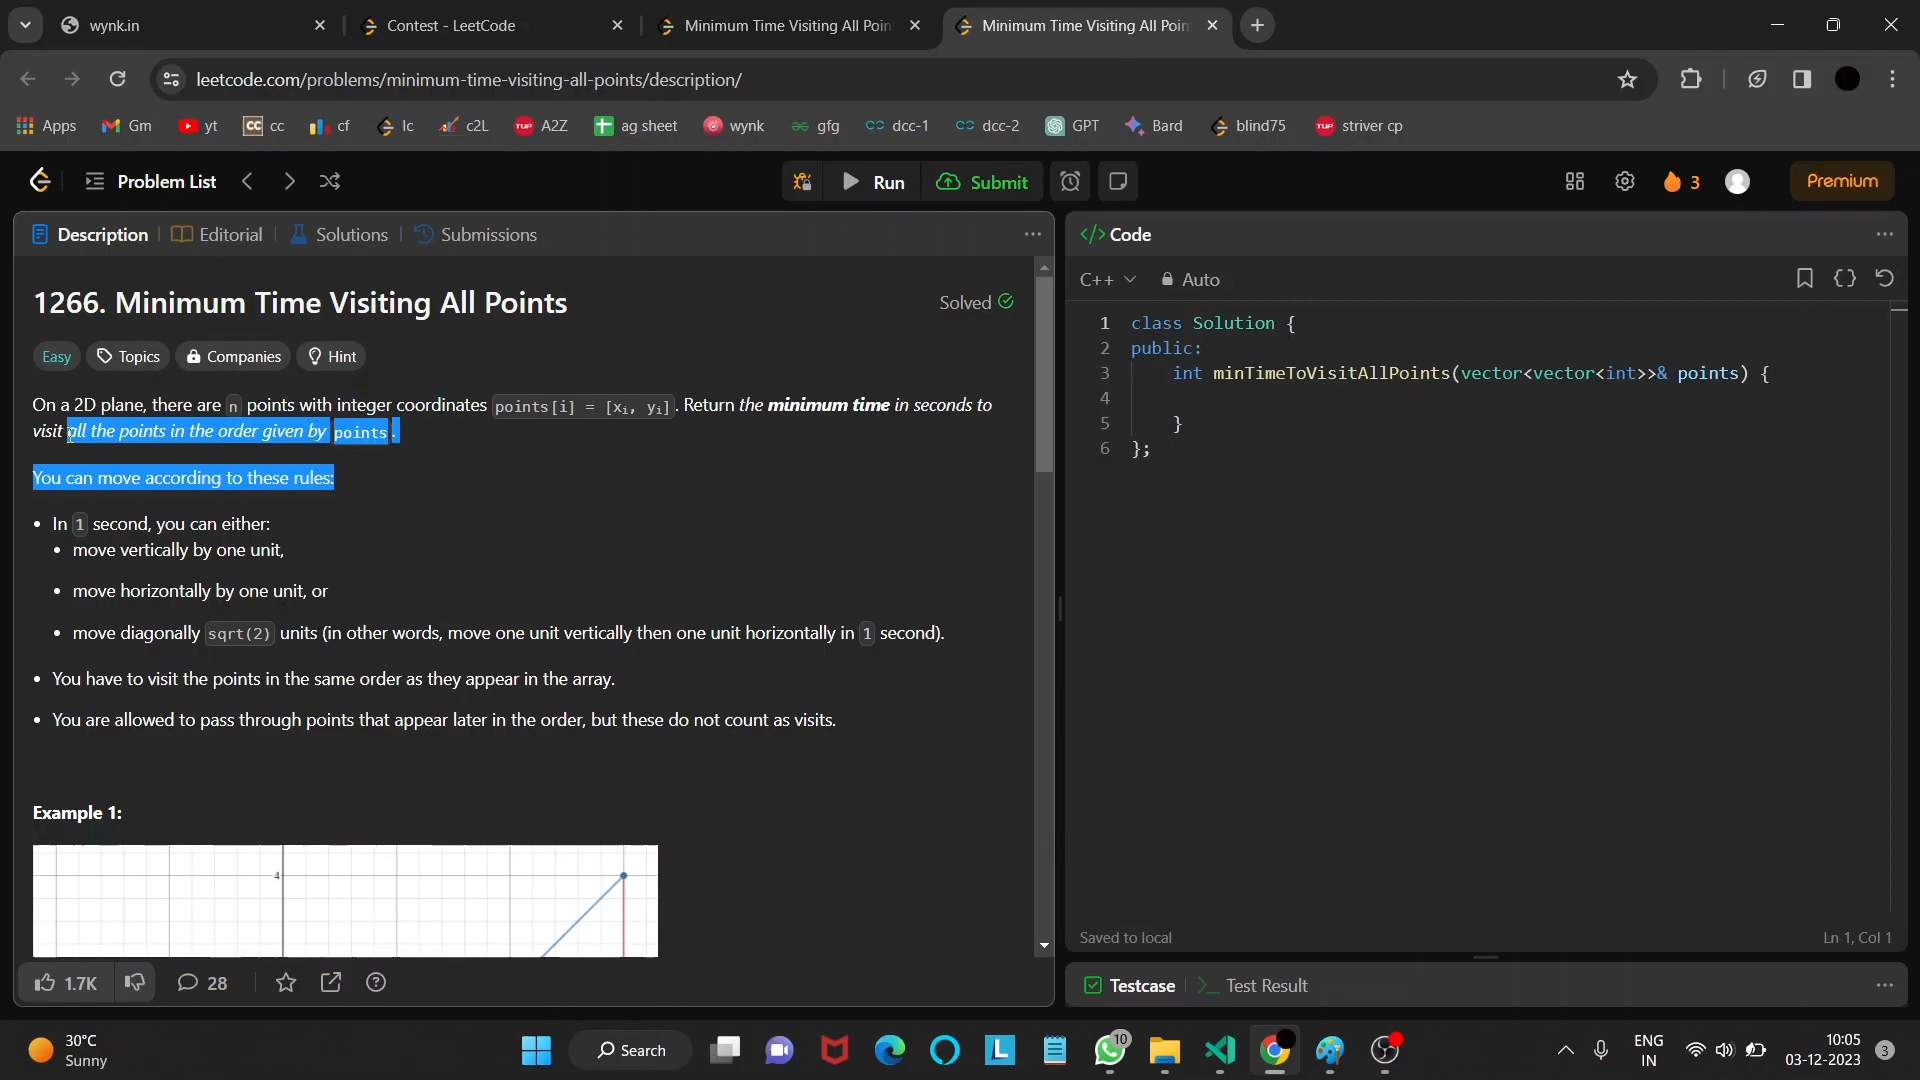 wynk.in
Contest - LeetCode
Minimum Time Visiting All Poin
Minimum Time Visiting All Poin
leetcode.com/problems/minimum-time-visiting-all-points/description/
Apps
Gm
yt
cc
cf
lc
c2L
A2Z
ag sheet
wynk
gfg
dcc-1
dcc-2
GPT
Bard
blind75
striver cp
Problem List
Run
Submit
3
Premium
Description
Editorial
Solutions
Submissions
1266. Minimum Time Visiting All Points
Solved
Easy
Topics
Companies
Hint
On a 2D plane, there are n points with integer coordinates points[i] = [xi, yi]. Return the minimum time in seconds to
visit all the points in the order given by points.
You can move according to these rules:
• In 1 second, you can either:
• move vertically by one unit,
• move horizontally by one unit, or
• move diagonally sqrt(2) units (in other words, move one unit vertically then one unit horizontally in 1 second).
• You have to visit the points in the same order as they appear in the array.
• You are allowed to pass through points that appear later in the order, but these do not count as visits.
Example 1:
4
1.7K
28
</> Code
C++
Auto
1 class Solution {
2 public:
3 int minTimeToVisitAllPoints(vector<vector<int>>& points) {
4
5 }
6 };
Saved to local
Ln 1, Col 1
Testcase
Test Result
30°C
Sunny
Search
10
ENG
IN
10:05
03-12-2023
3